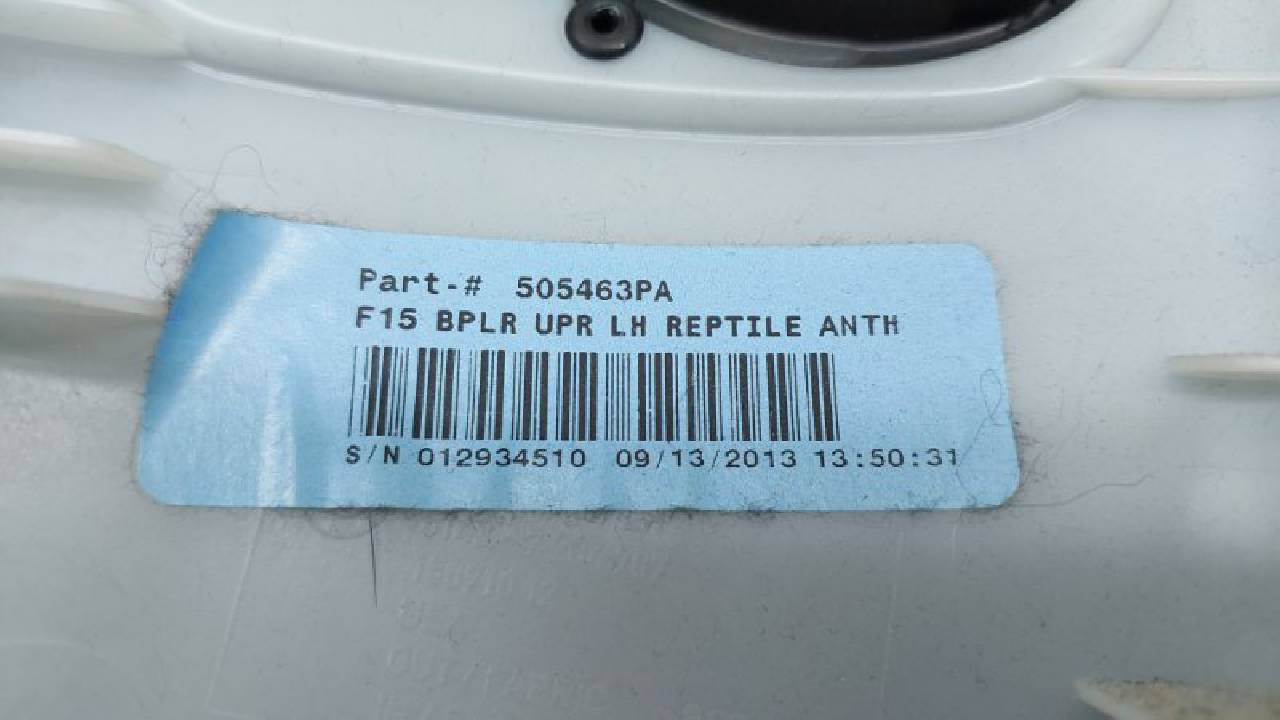 Part-# 505463PA
F15 BPLR UPR LH REPTILE ANTH
S/N 012934510 09/13/2013 13:50:31